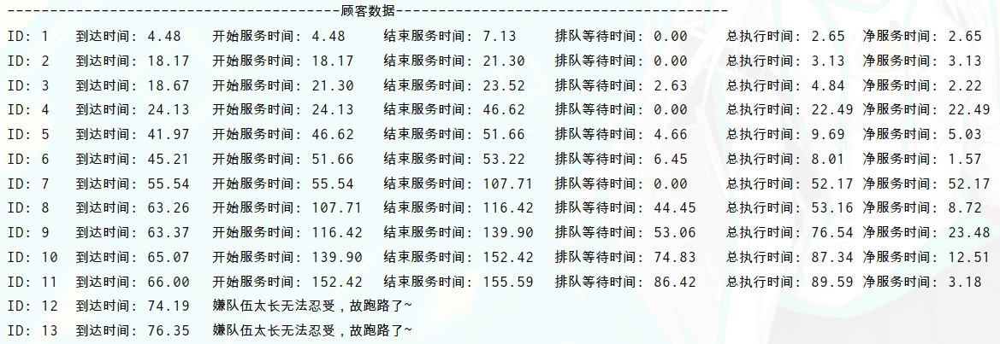 ---------------------------------------顾客数据---------------------------------------
ID: 1 到达时间: 4.48 开始服务时间: 4.48 结束服务时间: 7.13 排队等待时间: 0.00 总执行时间: 2.65 净服务时间: 2.65
ID: 2 到达时间: 18.17 开始服务时间: 18.17 结束服务时间: 21.30 排队等待时间: 0.00 总执行时间: 3.13 净服务时间: 3.13
ID: 3 到达时间: 18.67 开始服务时间: 21.30 结束服务时间: 23.52 排队等待时间: 2.63 总执行时间: 4.84 净服务时间: 2.22
ID: 4 到达时间: 24.13 开始服务时间: 24.13 结束服务时间: 46.62 排队等待时间: 0.00 总执行时间: 22.49 净服务时间: 22.49
ID: 5 到达时间: 41.97 开始服务时间: 46.62 结束服务时间: 51.66 排队等待时间: 4.66 总执行时间: 9.69 净服务时间: 5.03
ID: 6 到达时间: 45.21 开始服务时间: 51.66 结束服务时间: 53.22 排队等待时间: 6.45 总执行时间: 8.01 净服务时间: 1.57
ID: 7 到达时间: 55.54 开始服务时间: 55.54 结束服务时间: 107.71 排队等待时间: 0.00 总执行时间: 52.17 净服务时间: 52.17
ID: 8 到达时间: 63.26 开始服务时间: 107.71 结束服务时间: 116.42 排队等待时间: 44.45 总执行时间: 53.16 净服务时间: 8.72
ID: 9 到达时间: 63.37 开始服务时间: 116.42 结束服务时间: 139.90 排队等待时间: 53.06 总执行时间: 76.54 净服务时间: 23.48
ID: 10 到达时间: 65.07 开始服务时间: 139.90 结束服务时间: 152.42 排队等待时间: 74.83 总执行时间: 87.34 净服务时间: 12.51
ID: 11 到达时间: 66.00 开始服务时间: 152.42 结束服务时间: 155.59 排队等待时间: 86.42 总执行时间: 89.59 净服务时间: 3.18
ID: 12 到达时间: 74.19 嫌队伍太长无法忍受，故跑路了~
ID: 13 到达时间: 76.35 嫌队伍太长无法忍受，故跑路了~